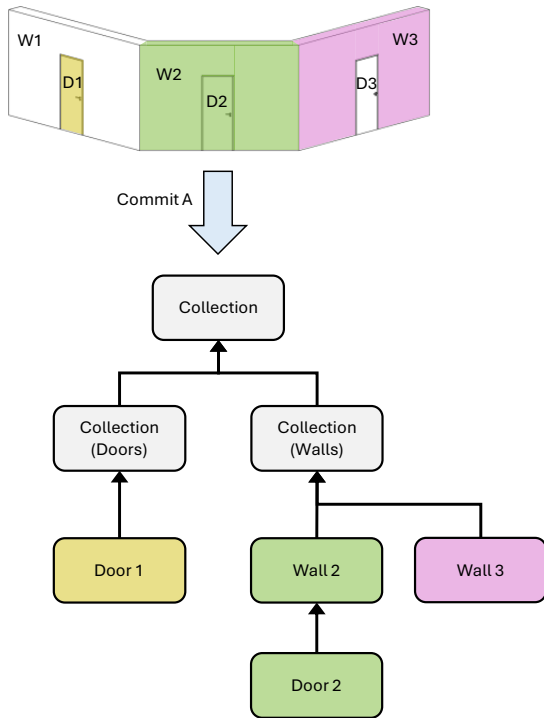 W1
W3
W2
D1
D3
D2
Commit A
Collection
Collection
(Doors)
Collection
(Walls)
Door 1
Wall 2
Wall 3
Door 2